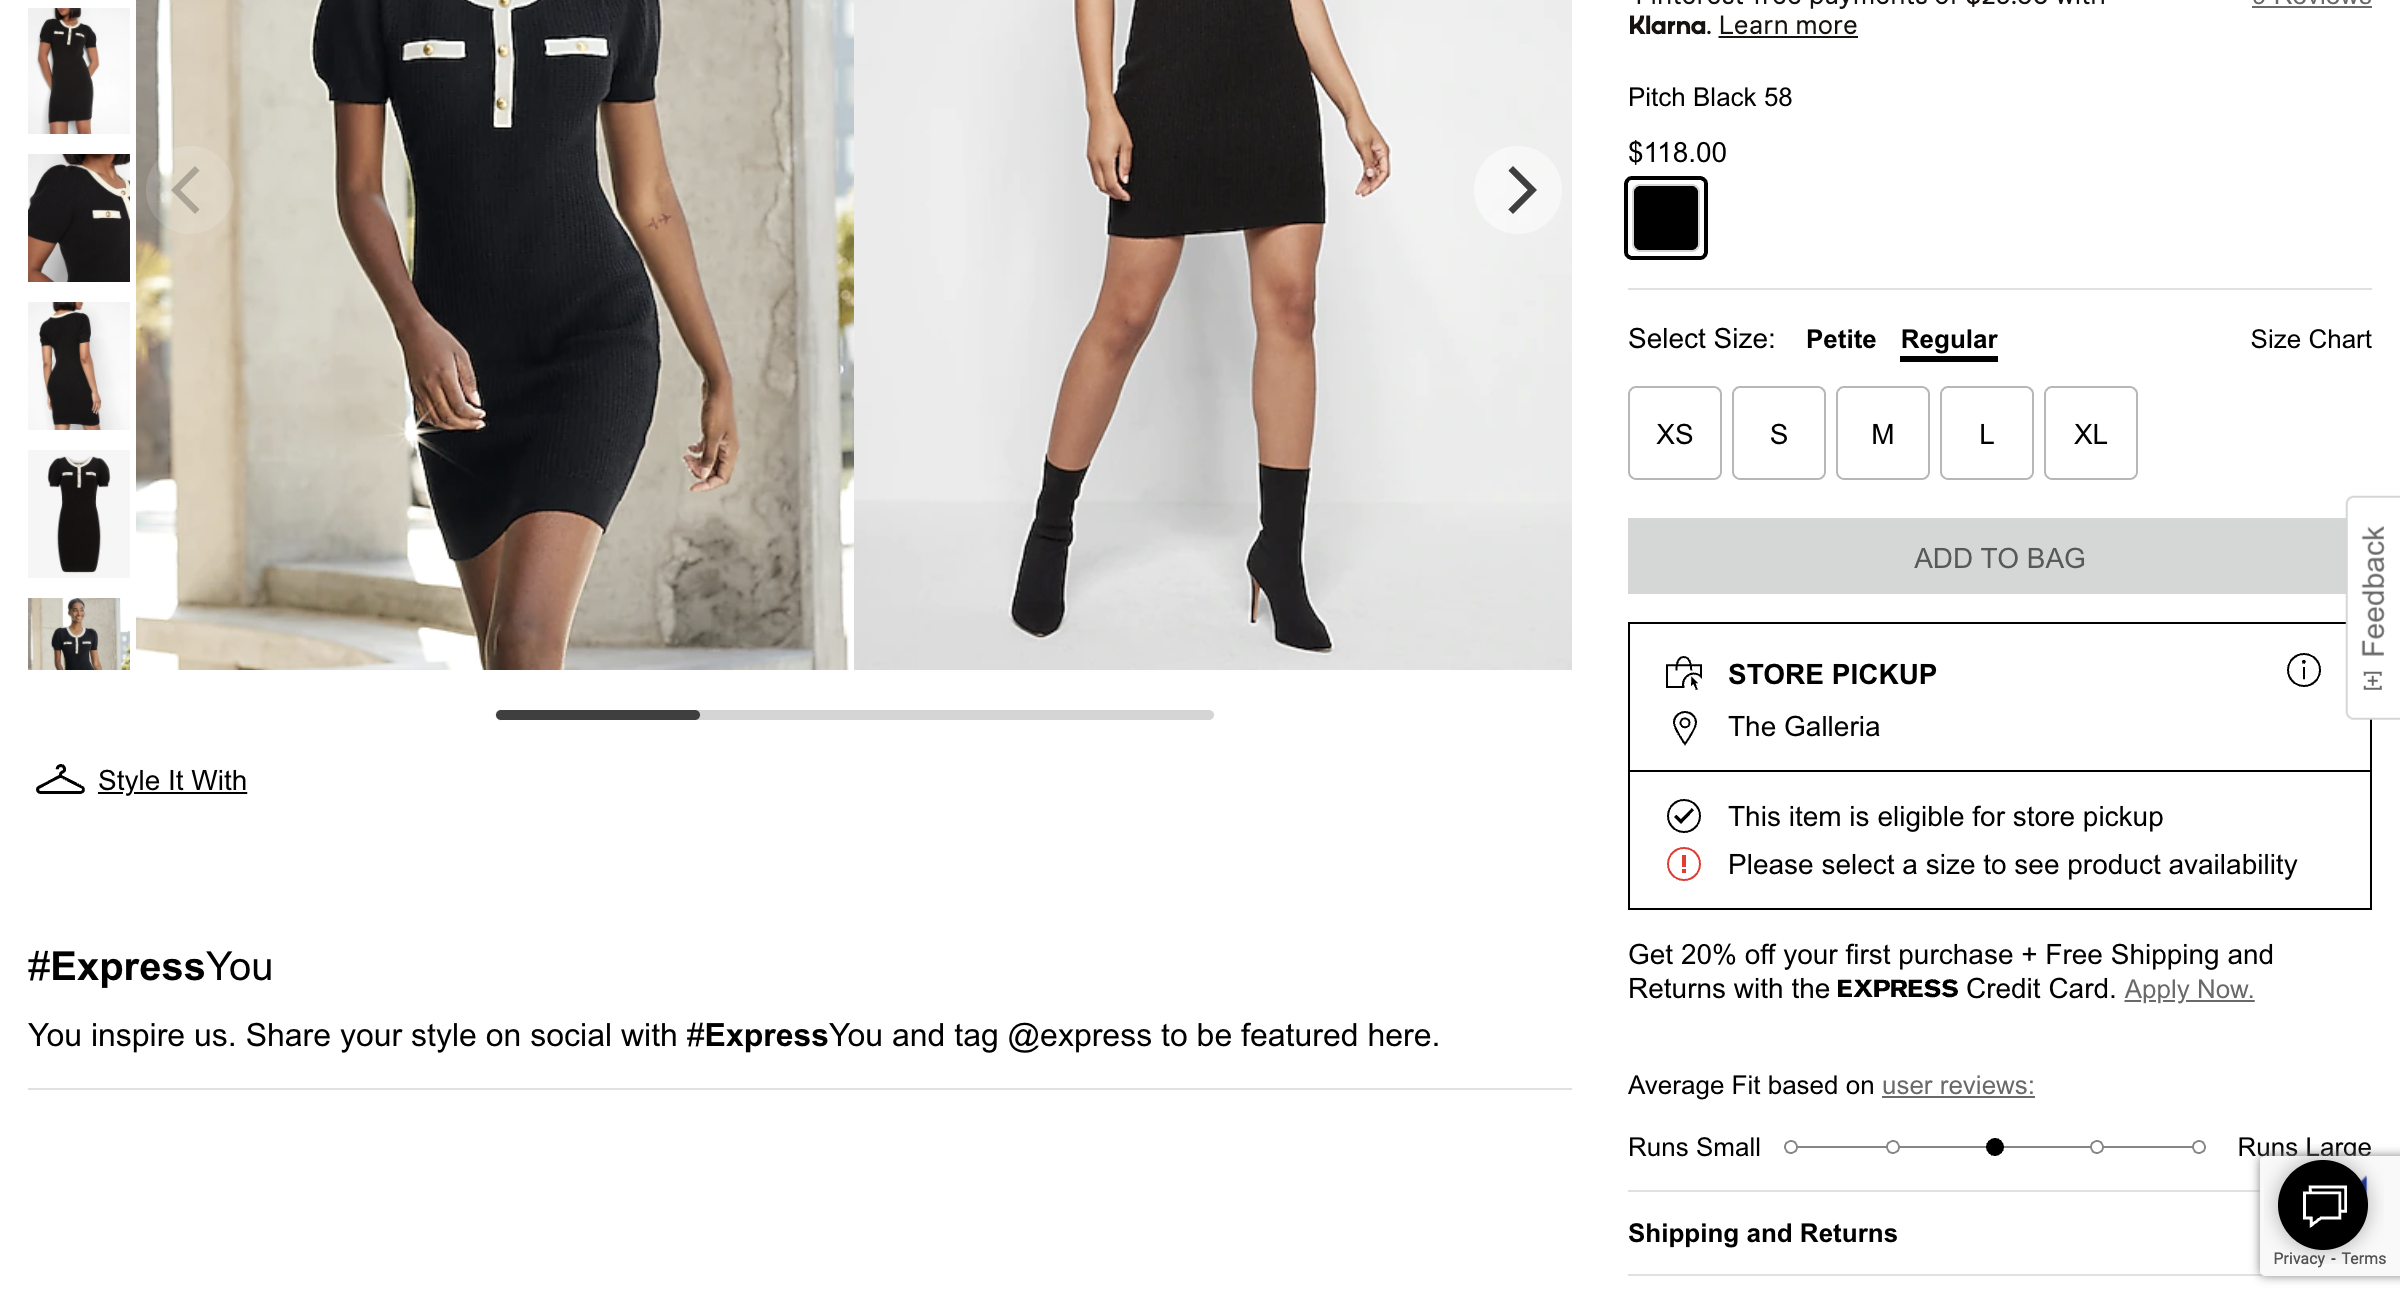 Klarna. Learn more
Pitch Black 58
$118.00
Select Size: Petite Regular Size Chart
XS S M L XL
ADD TO BAG
Feedback
STORE PICKUP
The Galleria
This item is eligible for store pickup
Please select a size to see product availability
Style It With
#ExpressYou
You inspire us. Share your style on social with #ExpressYou and tag @express to be featured here.
Get 20% off your first purchase + Free Shipping and
Returns with the EXPRESS Credit Card. Apply Now.
Average Fit based on user reviews:
Runs Small Runs Large
Shipping and Returns
Privacy - Terms